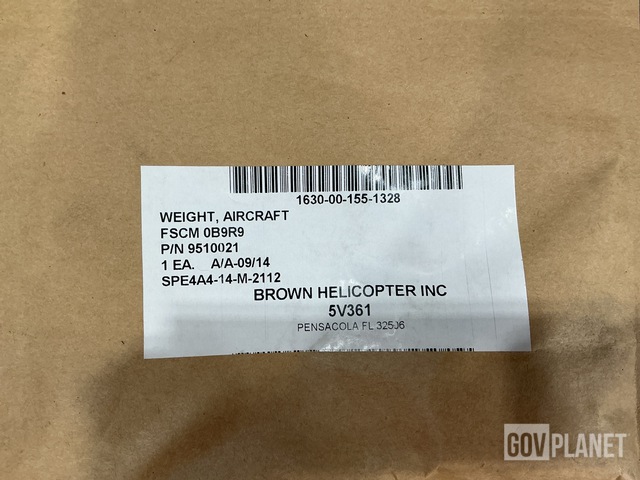 1630-00-155-1328
WEIGHT, AIRCRAFT
FSCM 0B9R9
P/N 9510021
1 EA. A/A-09/14
SPE4A4-14-M-2112
BROWN HELICOPTER INC
5V361
PENSACOLA FL 32506
GOVPLANET